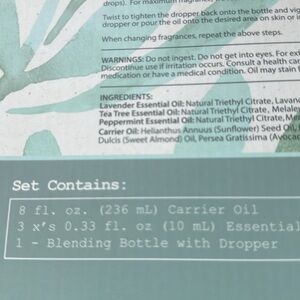 drops). For maximum
Twist to tighten the dropper back onto the bottle and
dropper or pour the oil onto the desired area on skin or
When changing fragrances, repeat the above steps.
WARNINGS: Do not ingest. Do not get into eyes. For
Discontinue use if irritation occurs. Consult a health
medication or have a medical condition. Oil may stain
INGREDIENTS:
Lavender Essential Oil: Natural Triethyl Citrate,
Tea Tree Essential Oil: Natural Triethyl Citrate,
Peppermint Essential Oil: Natural Triethyl Citrate,
Carrier Oil: Helianthus Annuus (Sunflower) Seed Oil,
Dulcis (Sweet Almond) Oil, Persea Gratissima
Set Contains:
8 fl. oz. (236 mL) Carrier Oil
3 x's 0.33 fl. oz (10 mL) Essential
1 - Blending Bottle with Dropper